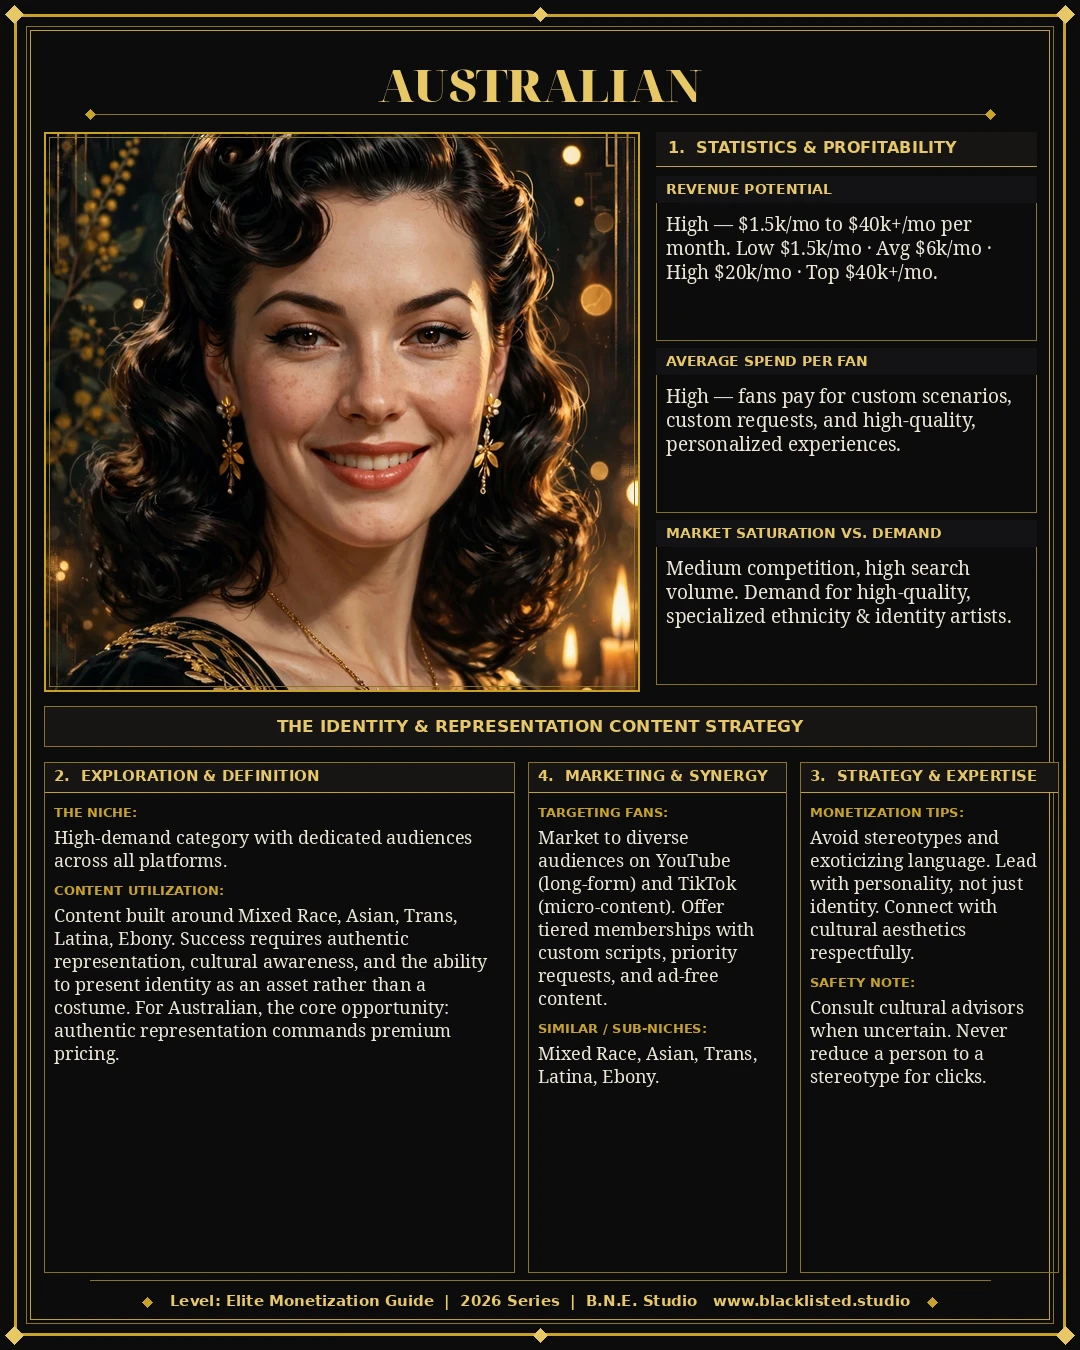 AUSTRALIAN
1. STATISTICS & PROFITABILITY
REVENUE POTENTIAL
High — $1.5k/mo to $40k+/mo per
month. Low $1.5k/mo · Avg $6k/mo ·
High $20k/mo · Top $40k+/mo.
AVERAGE SPEND PER FAN
High — fans pay for custom scenarios,
custom requests, and high-quality,
personalized experiences.
MARKET SATURATION VS. DEMAND
Medium competition, high search
volume. Demand for high-quality,
specialized ethnicity & identity artists.
THE IDENTITY & REPRESENTATION CONTENT STRATEGY
2. EXPLORATION & DEFINITION
THE NICHE:
High-demand category with dedicated audiences
across all platforms.
CONTENT UTILIZATION:
Content built around Mixed Race, Asian, Trans,
Latina, Ebony. Success requires authentic
representation, cultural awareness, and the ability
to present identity as an asset rather than a
costume. For Australian, the core opportunity:
authentic representation commands premium
pricing.
4. MARKETING & SYNERGY
TARGETING FANS:
Market to diverse
audiences on YouTube
(long-form) and TikTok
(micro-content). Offer
tiered memberships with
custom scripts, priority
requests, and ad-free
content.
SIMILAR / SUB-NICHES:
Mixed Race, Asian, Trans,
Latina, Ebony.
3. STRATEGY & EXPERTISE
MONETIZATION TIPS:
Avoid stereotypes and
exoticizing language. Lead
with personality, not just
identity. Connect with
cultural aesthetics
respectfully.
SAFETY NOTE:
Consult cultural advisors
when uncertain. Never
reduce a person to a
stereotype for clicks.
Level: Elite Monetization Guide | 2026 Series | B.N.E. Studio www.blacklisted.studio